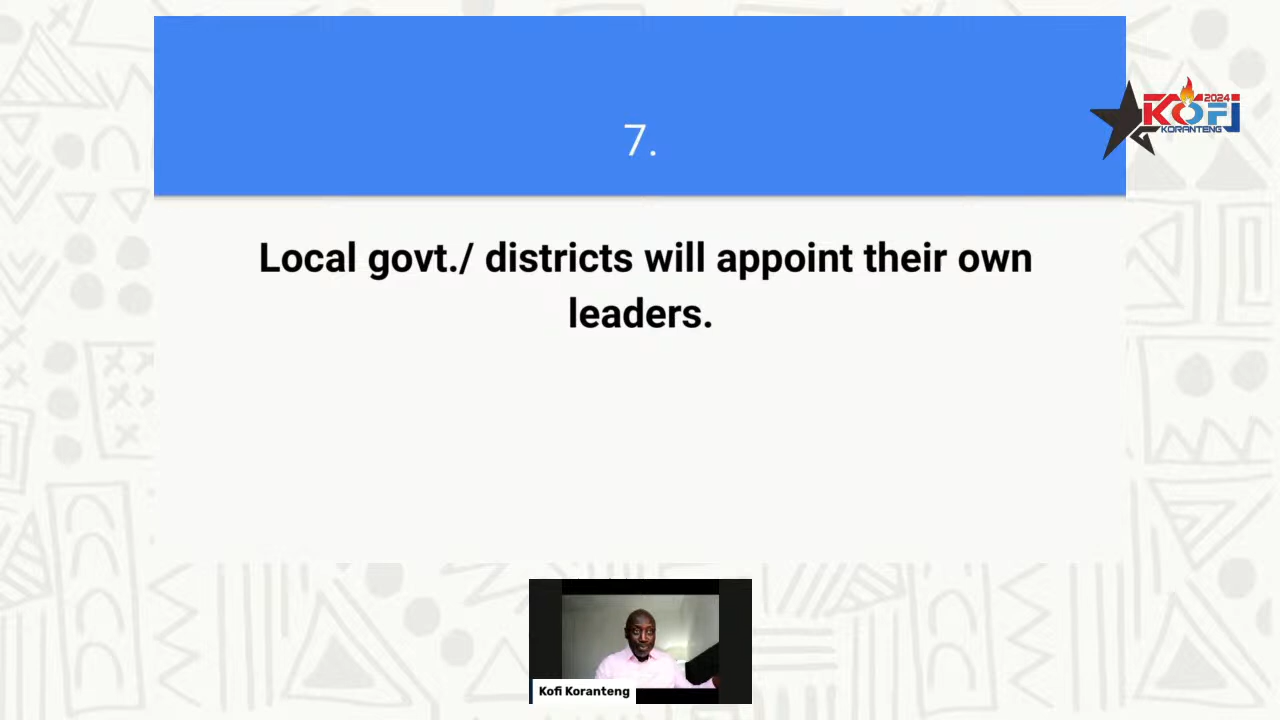 7.
2024
KOFI
KORANTENG
Local govt./ districts will appoint their own
leaders.
Kofi Koranteng